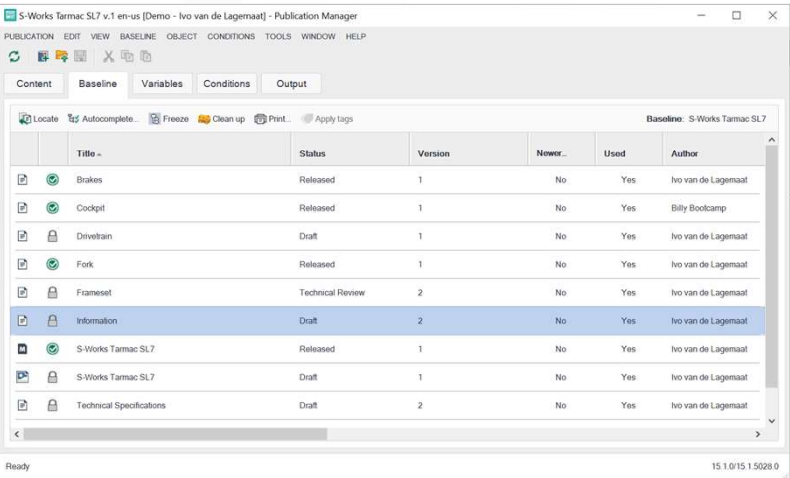 S-Works Tarmac SL7 v.1 en-us [Demo - Ivo van de Lagemaat] - Publication Manager
PUBLICATION EDIT VIEW BASELINE OBJECT CONDITIONS TOOLS WINDOW HELP
Content Baseline Variables Conditions Output
Locate Autocomplete... Freeze Clean up Print... Apply tags Baseline: S-Works Tarmac SL7
Title Status Version Newer... Used Author
Brakes Released 1 No Yes Ivo van de Lagemaat
Cockpit Released 1 No Yes Billy Bootcamp
Drivetrain Draft 1 No Yes Ivo van de Lagemaat
Fork Released 1 No Yes Ivo van de Lagemaat
Frameset Technical Review 2 No Yes Ivo van de Lagemaat
Information Draft 2 No Yes Ivo van de Lagemaat
M S-Works Tarmac SL7 Released 1 No Yes Ivo van de Lagemaat
S-Works Tarmac SL7 Draft 1 No Yes Ivo van de Lagemaat
Technical Specifications Draft 2 No Yes Ivo van de Lagemaat
Ready 15.1.0/15.1.5028.0